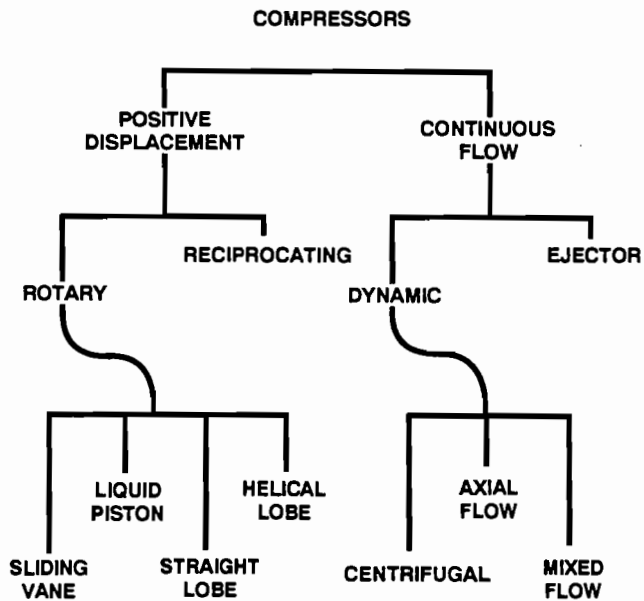 COMPRESSORS
POSITIVE
DISPLACEMENT
CONTINUOUS
FLOW
RECIPROCATING
EJECTOR
ROTARY
DYNAMIC
LIQUID
PISTON
HELICAL
LOBE
AXIAL
FLOW
SLIDING
VANE
STRAIGHT
LOBE
CENTRIFUGAL
MIXED
FLOW